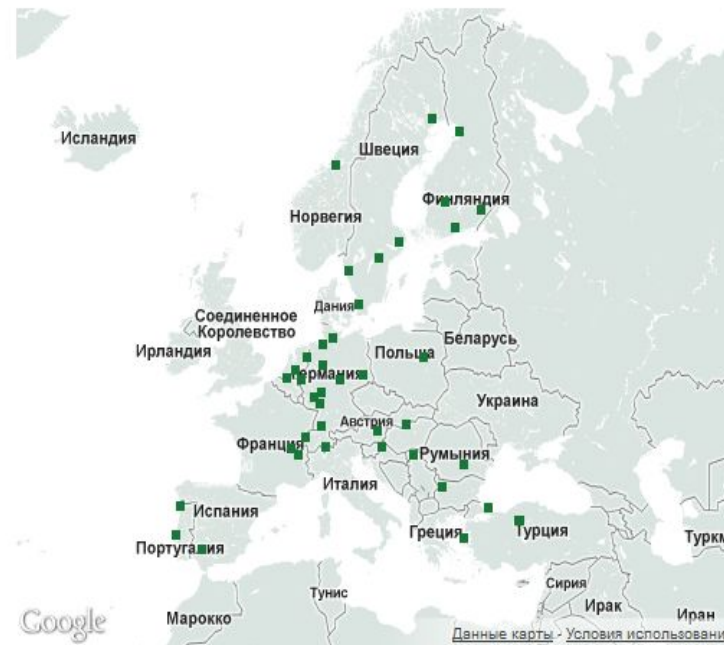 Исландия
Швеция
Финляндия
Норвегия
Дания
Соединенное
Королевство
Ирландия
Беларусь
Польша
Германия
Украина
Австрия
Франция
Румыния
Италия
Испания
Греция
Турция
Португалия
Туркм
Сирия
Тунис
Ирак
Марокко
Иран
Google
Данные карты - Условия использовани